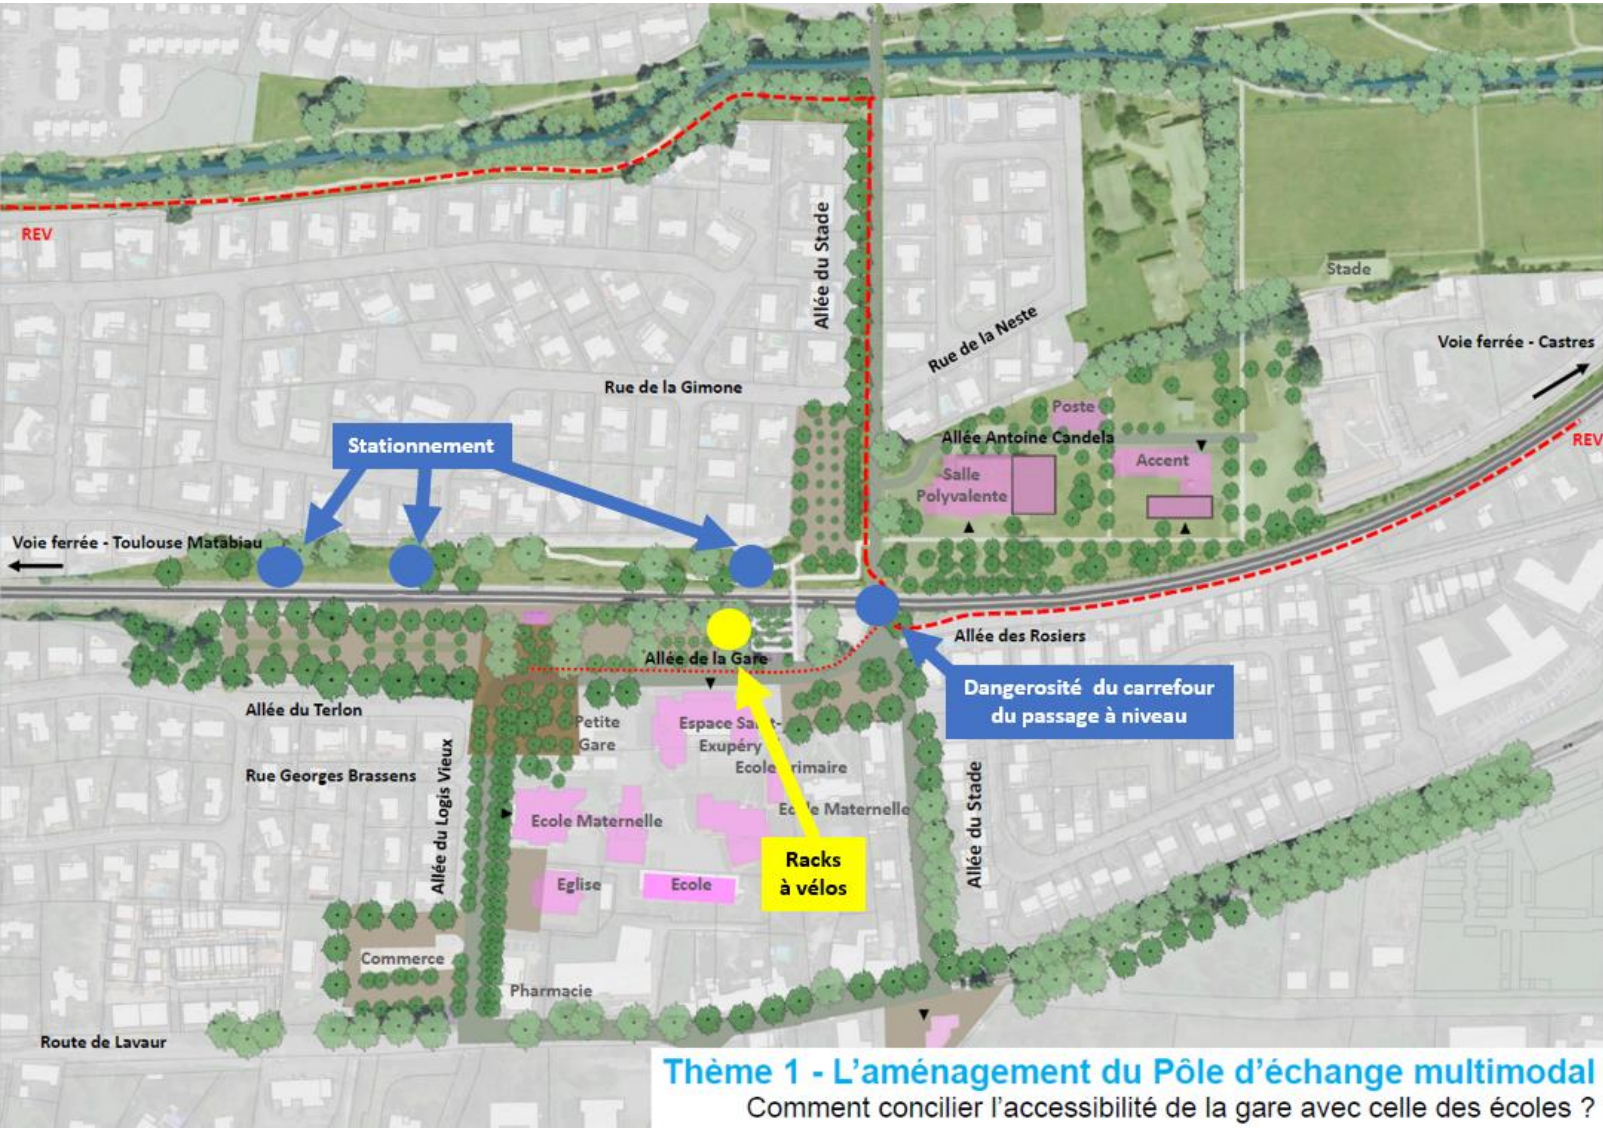 REV
Allée du Stade
Stade
Rue de la Neste
Voie ferrée - Castres
Rue de la Gimone
Poste
REV
Stationnement
Allée Antoine Candela
Accent
Salle
Polyvalente
Voie ferrée - Toulouse Matabiau
Allée des Rosiers
Allée de la Gare
Dangerosité du carrefour
du passage à niveau
Allée du Terlon
Petite
Gare
Espace Saint-
Exupéry
Ecole Primaire
Rue Georges Brassens
Allée du Logis Vieux
Ecole Maternelle
Ecole Maternelle
Allée du Stade
Racks
à vélos
Eglise
Ecole
Commerce
Pharmacie
Route de Lavaur
Thème 1 - L'aménagement du Pôle d'échange multimodal
Comment concilier l'accessibilité de la gare avec celle des écoles ?